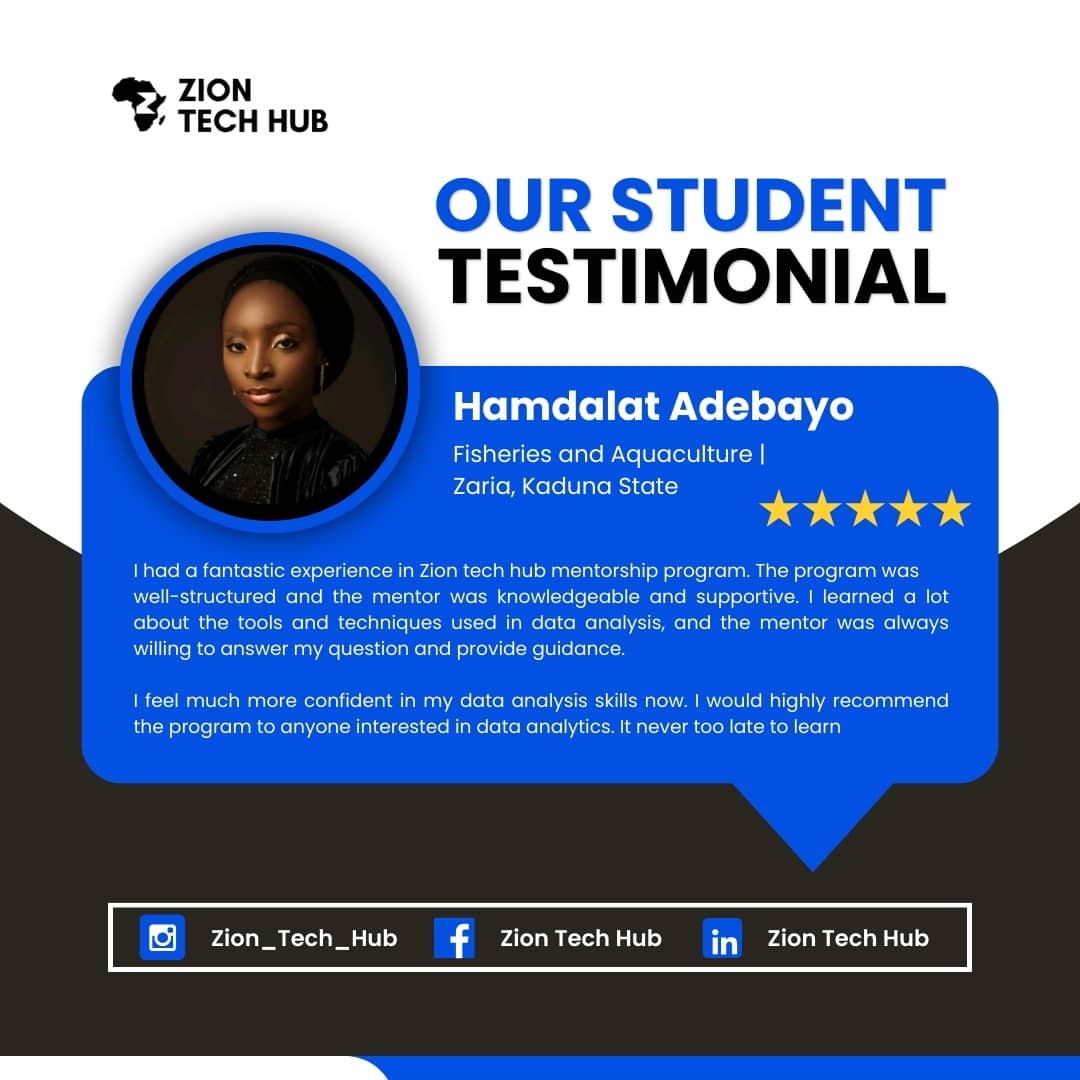 ZION
TECH HUB
OUR STUDENT
TESTIMONIAL
Hamdalat Adebayo
Fisheries and Aquaculture |
Zaria, Kaduna State
I had a fantastic experience in Zion tech hub mentorship program. The program was
well-structured and the mentor was knowledgeable and supportive. I learned a lot
about the tools and techniques used in data analysis, and the mentor was always
willing to answer my question and provide guidance.
I feel much more confident in my data analysis skills now. I would highly recommend
the program to anyone interested in data analytics. It never too late to learn
Zion_Tech_Hub
Zion Tech Hub
Zion Tech Hub